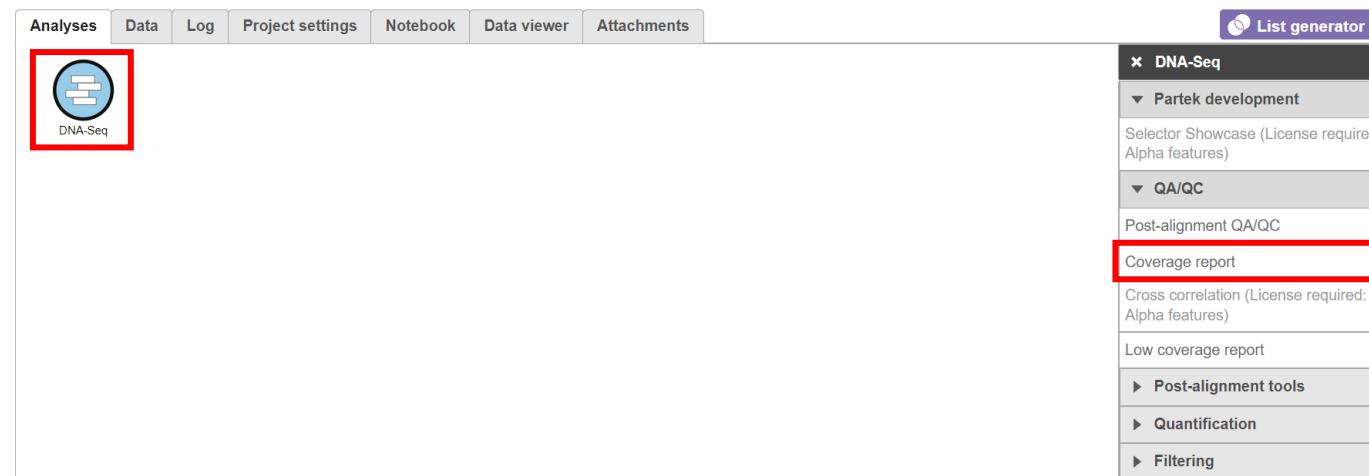 Analyses Data Log Project settings Notebook Data viewer Attachments List generator
DNA-Seq
DNA-Seq
Partek development
Selector Showcase (License require
Alpha features)
QA/QC
Post-alignment QA/QC
Coverage report
Cross correlation (License required:
Alpha features)
Low coverage report
Post-alignment tools
Quantification
Filtering